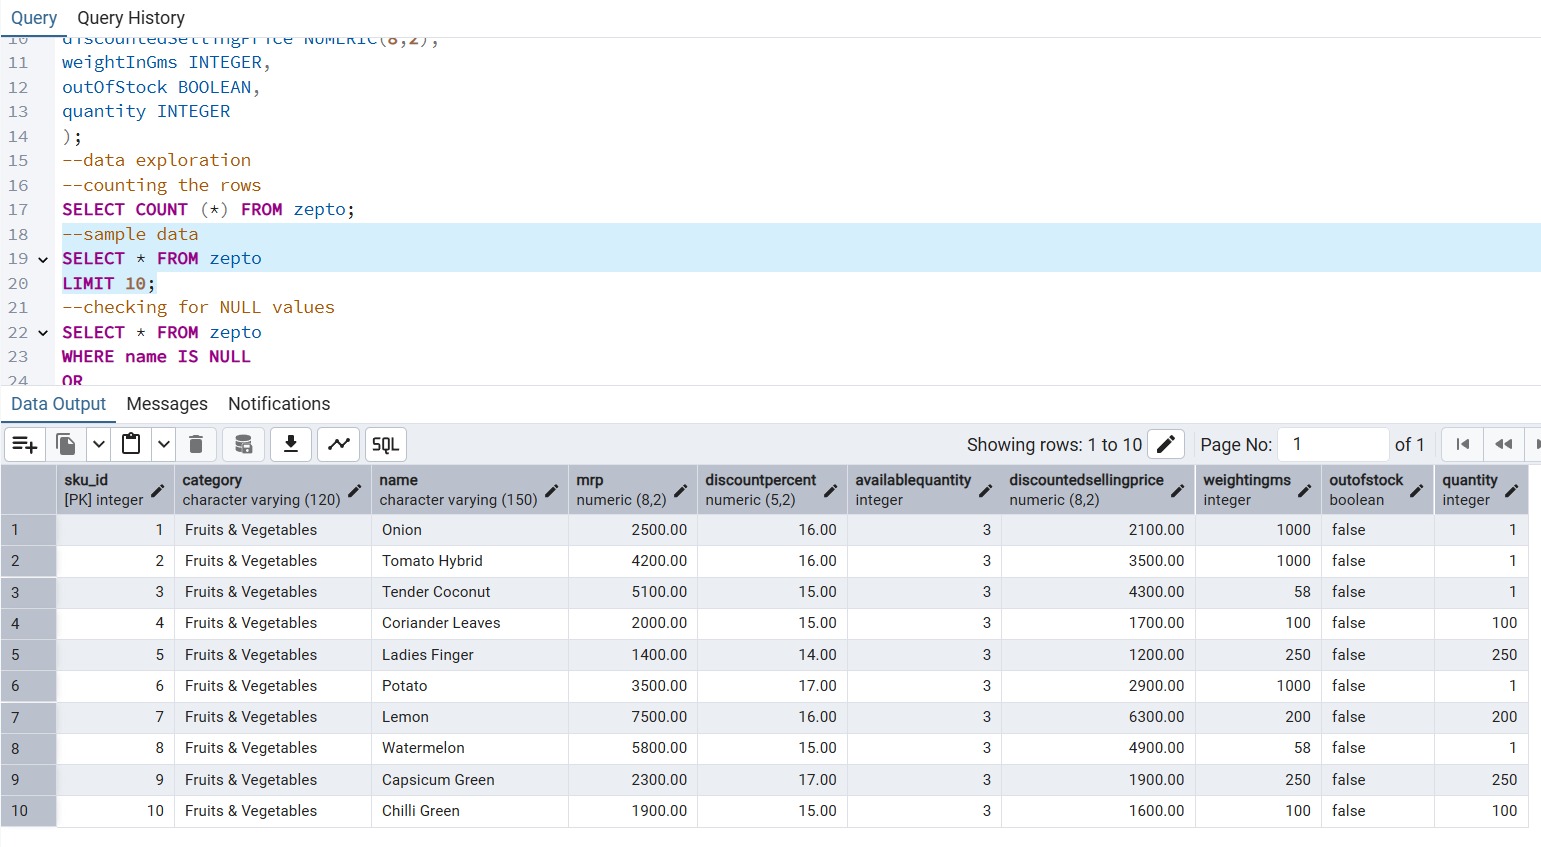 Query Query History
10 discountedSellingPrice NUMERIC(8,2),
11 weightInGms INTEGER,
12 outOfStock BOOLEAN,
13 quantity INTEGER
14 );
15 --data exploration
16 --counting the rows
17 SELECT COUNT (*) FROM zepto;
18 --sample data
19 SELECT * FROM zepto
20 LIMIT 10;
21 --checking for NULL values
22 SELECT * FROM zepto
23 WHERE name IS NULL
24 OR
Data Output Messages Notifications
SQL Showing rows: 1 to 10 Page No: 1 of 1
sku_id category name mrp discountpercent availablequantity discountedsellingprice weightingms outofstock quantity
[PK] integer character varying (120) character varying (150) numeric (8,2) numeric (5,2) integer numeric (8,2) integer boolean integer
1 1 Fruits & Vegetables Onion 2500.00 16.00 3 2100.00 1000 false 1
2 2 Fruits & Vegetables Tomato Hybrid 4200.00 16.00 3 3500.00 1000 false 1
3 3 Fruits & Vegetables Tender Coconut 5100.00 15.00 3 4300.00 58 false 1
4 4 Fruits & Vegetables Coriander Leaves 2000.00 15.00 3 1700.00 100 false 100
5 5 Fruits & Vegetables Ladies Finger 1400.00 14.00 3 1200.00 250 false 250
6 6 Fruits & Vegetables Potato 3500.00 17.00 3 2900.00 1000 false 1
7 7 Fruits & Vegetables Lemon 7500.00 16.00 3 6300.00 200 false 200
8 8 Fruits & Vegetables Watermelon 5800.00 15.00 3 4900.00 58 false 1
9 9 Fruits & Vegetables Capsicum Green 2300.00 17.00 3 1900.00 250 false 250
10 10 Fruits & Vegetables Chilli Green 1900.00 15.00 3 1600.00 100 false 100